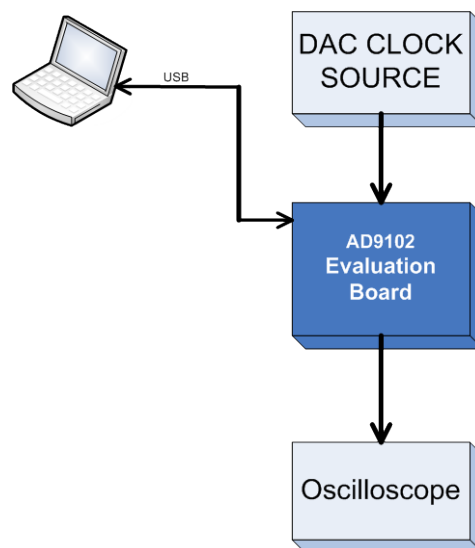 DAC CLOCK
SOURCE
USB
AD9102
Evaluation
Board
Oscilloscope